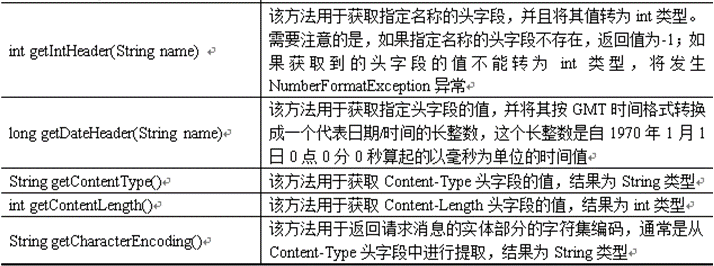 int getIntHeader(String name)
该方法用于获取指定名称的头字段，并且将其值转为 int 类型。
需要注意的是，如果指定名称的头字段不存在，返回值为-1；如
果获取到的头字段的值不能转为 int 类型，将发生
NumberFormatException 异常
long getDateHeader(String name)
该方法用于获取指定头字段的值，并将其按 GMT 时间格式转换
成一个代表日期/时间的长整数，这个长整数是自 1970 年 1 月 1
日 0 点 0 分 0 秒算起的以毫秒为单位的时间值
String getContentType()
该方法用于获取 Content-Type 头字段的值，结果为 String 类型
int getContentLength()
该方法用于获取 Content-Length 头字段的值，结果为 int 类型
String getCharacterEncoding()
该方法用于返回请求消息的实体部分的字符集编码，通常是从
Content-Type 头字段中进行提取，结果为 String 类型